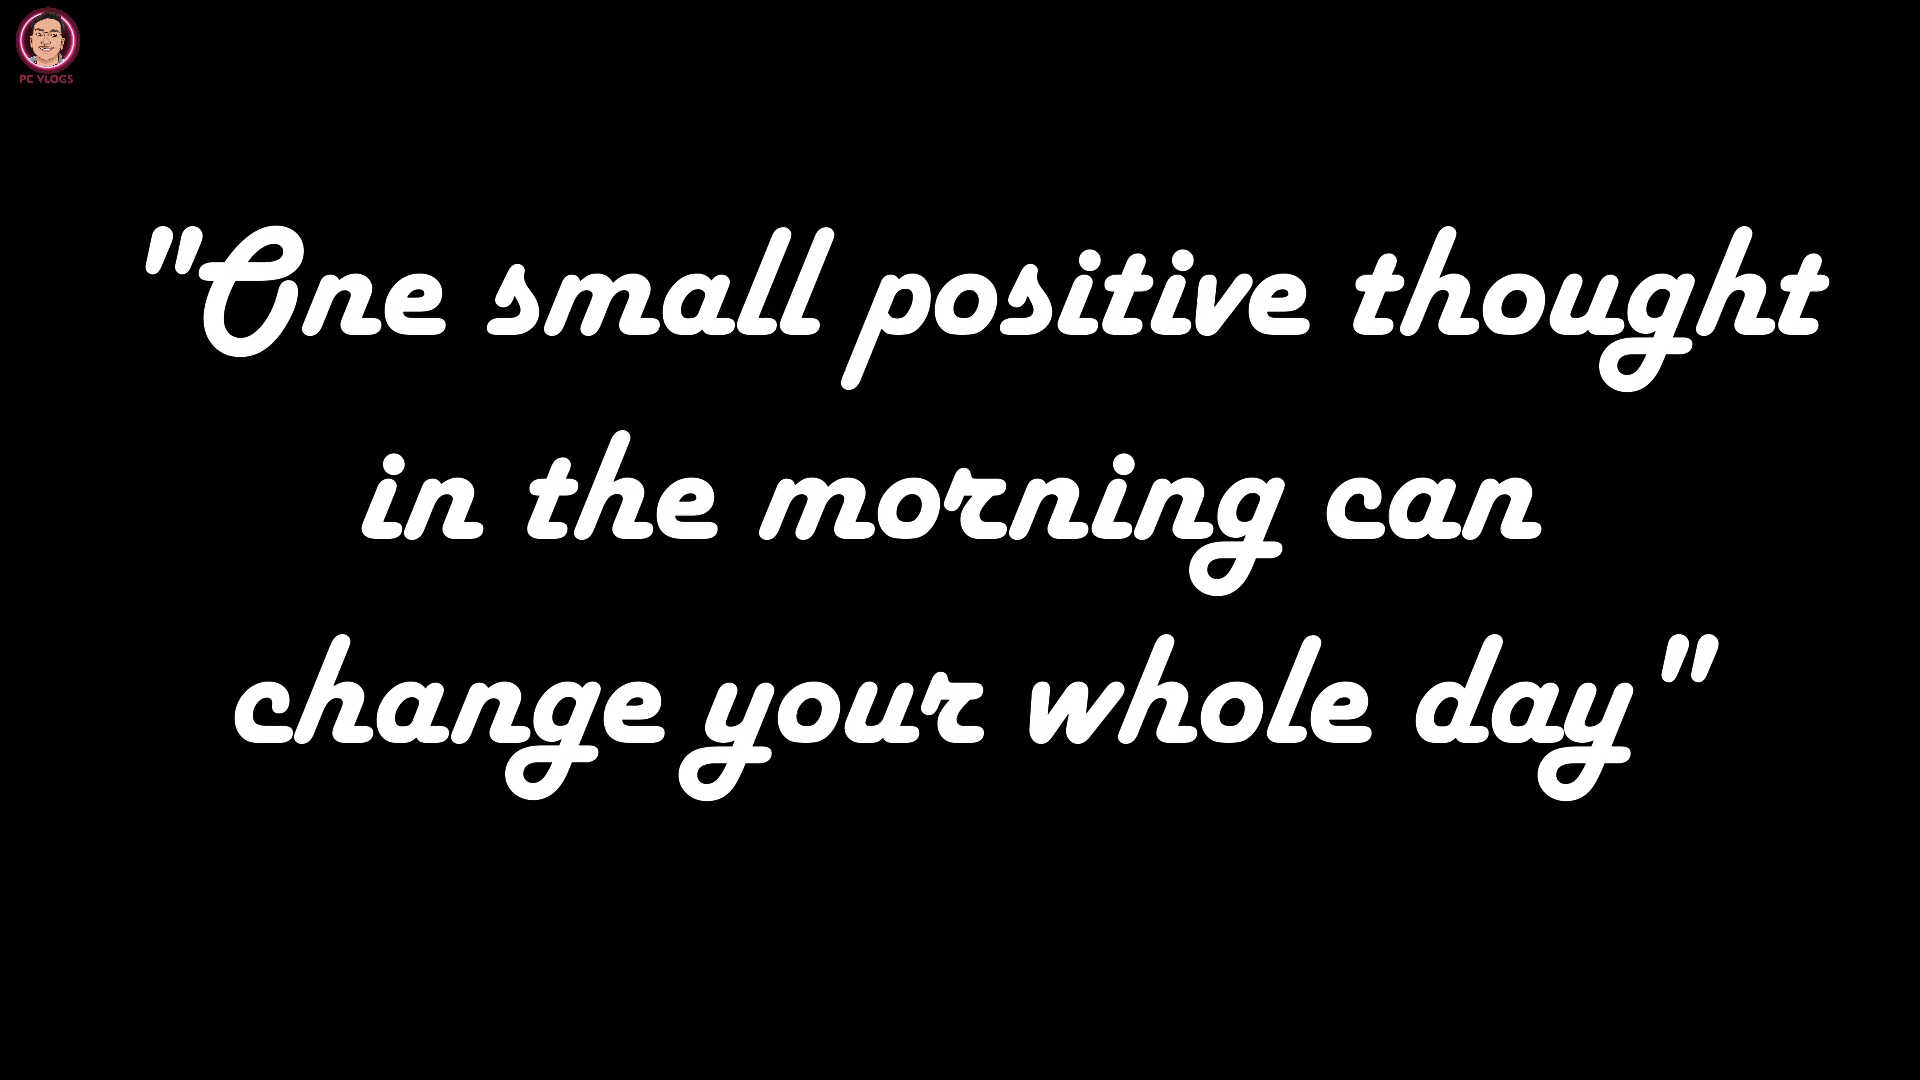 PC VLOGS
"One small positive thought
in the morning can
change your whole day"